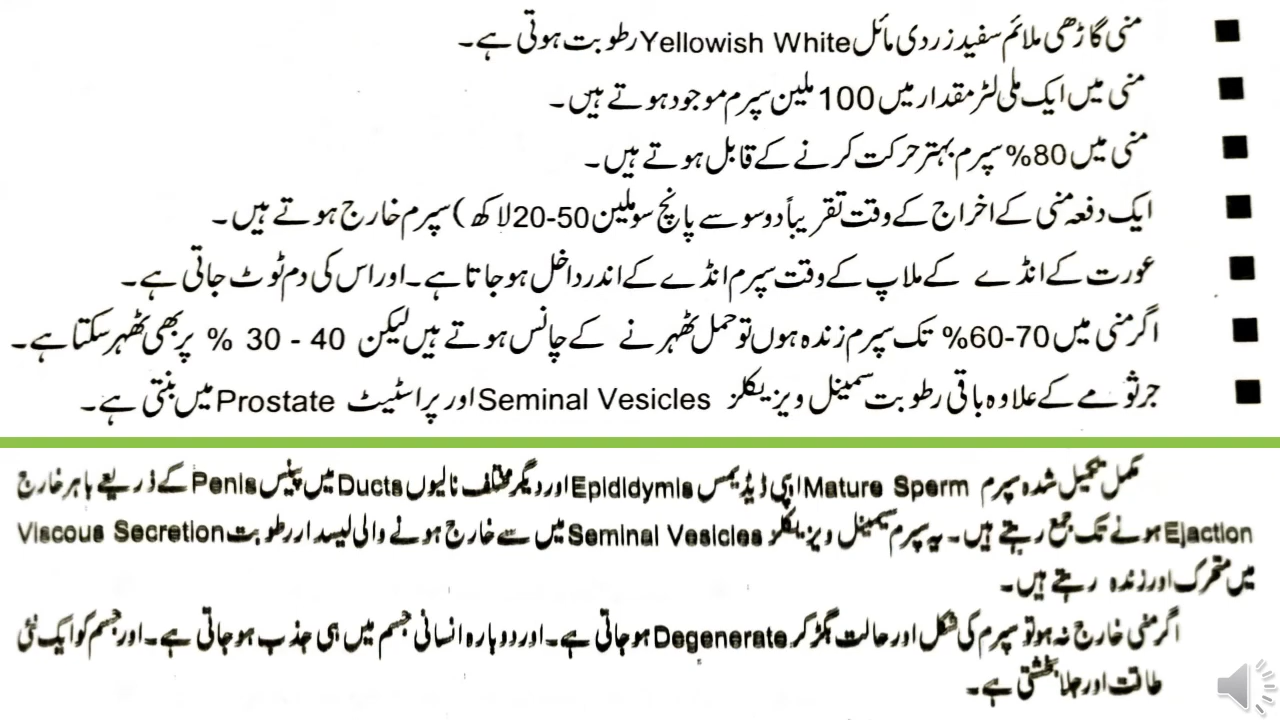 ■ منی گاڑھی ملائم سفید زردی مائل Yellowish White رطوبت ہوتی ہے۔
■ منی میں ایک ملی لٹر مقدار میں 100 ملین سپرم موجود ہوتے ہیں۔
■ منی میں 80% سپرم بہتر حرکت کرنے کے قابل ہوتے ہیں۔
■ ایک دفعہ منی کے اخراج کے وقت تقریباً دو سو سے پانچ سو ملین 50-20 لاکھ) سپرم خارج ہوتے ہیں۔
■ عورت کے انڈے کے ملاپ کے وقت سپرم انڈے کے اندر داخل ہو جاتا ہے۔ اور اس کی دم ٹوٹ جاتی ہے۔
■ اگر منی میں 70-60% تک سپرم زندہ ہوں تو حمل ٹھہرنے کے چانس ہوتے ہیں لیکن 40 - 30 % پر بھی ٹھہر سکتا ہے۔
■ جرثومے کے علاوہ باقی رطوبت سمینل ویزیکلز Seminal Vesicles اور پراسٹیٹ Prostate میں بنتی ہے۔
مکمل تکمیل شدہ سپرم Mature Sperm اپی ڈیڈیمس Epididymis اور دیگر مختلف نالیوں Ducts میں پینس Penis کے ذریعے باہر خارج
Ejaction ہونے تک جمع رہتے ہیں۔ یہ سپرم سیمینل ویزیکلز Seminal Vesicles میں سے خارج ہونے والی لیسدار رطوبت Viscous Secretion
میں متحرک اور زندہ رہتے ہیں۔
اگر منی خارج نہ ہو تو سپرم کی شکل اور حالت بگڑ کر Degenerate ہو جاتی ہے۔ اور دوبارہ انسانی جسم میں ہی جذب ہو جاتی ہے۔ اور جسم کو ایک نئی
طاقت اور جلا بخشتی ہے۔